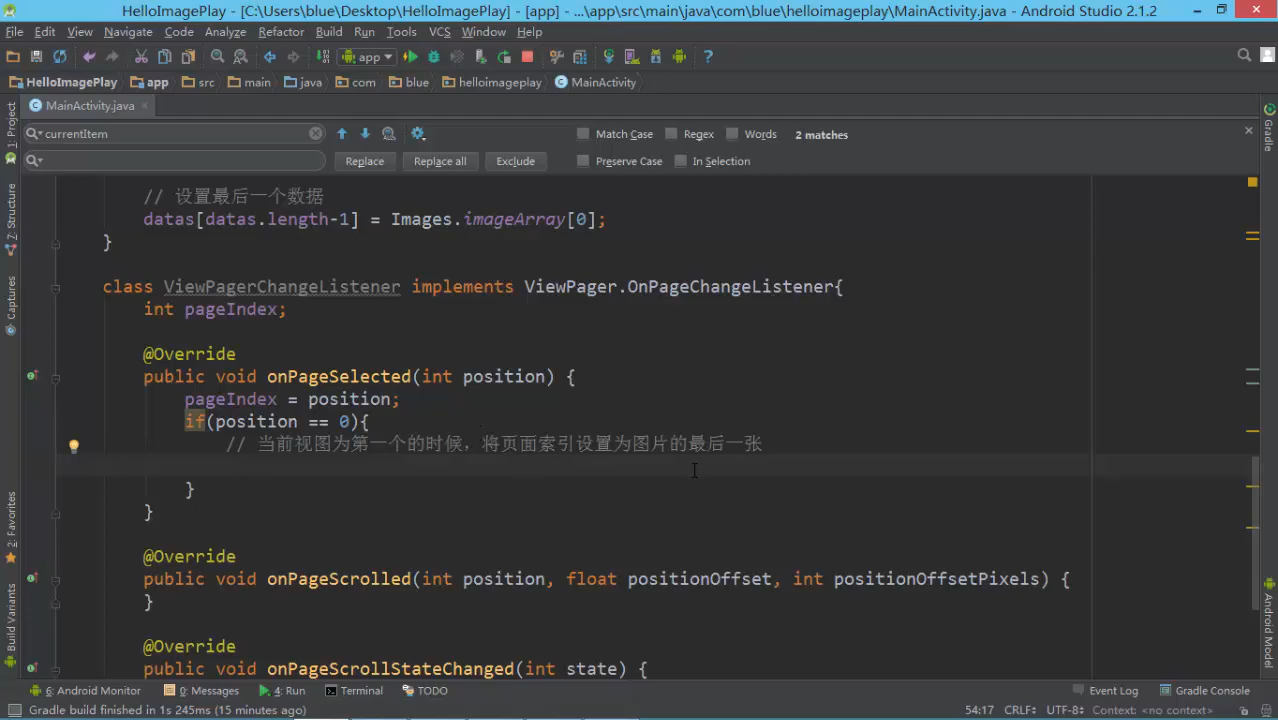 HelloImagePlay - [C:\Users\blue\Desktop\HelloImagePlay] - [app] - ...\app\src\main\java\com\blue\helloimageplay\MainActivity.java - Android Studio 2.1.2
File Edit View Navigate Code Analyze Refactor Build Run Tools VCS Window Help
app
HelloImagePlay app src main java com blue helloimageplay MainActivity
MainActivity.java
currentItem Match Case Regex Words 2 matches
Replace Replace all Exclude Preserve Case In Selection
// 设置最后一个数据
datas[datas.length-1] = Images.imageArray[0];
}
class ViewPagerChangeListener implements ViewPager.OnPageChangeListener{
int pageIndex;
@Override
public void onPageSelected(int position) {
pageIndex = position;
if(position == 0){
// 当前视图为第一个的时候，将页面索引设置为图片的最后一张
}
}
@Override
public void onPageScrolled(int position, float positionOffset, int positionOffsetPixels) {
}
@Override
public void onPageScrollStateChanged(int state) {
1: Project
7: Structure
Captures
2: Favorites
Build Variants
Gradle
Android Model
6: Android Monitor 0: Messages 4: Run Terminal TODO Event Log Gradle Console
Gradle build finished in 1s 245ms (15 minutes ago) 54:17 CRLF UTF-8 Context: <no context>